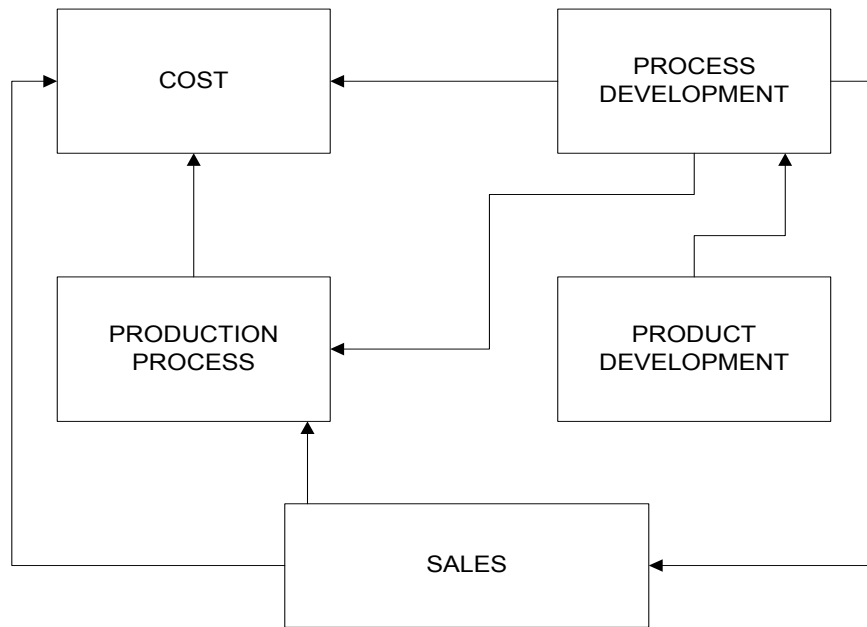 COST
PROCESS
DEVELOPMENT
PRODUCTION
PROCESS
PRODUCT
DEVELOPMENT
SALES